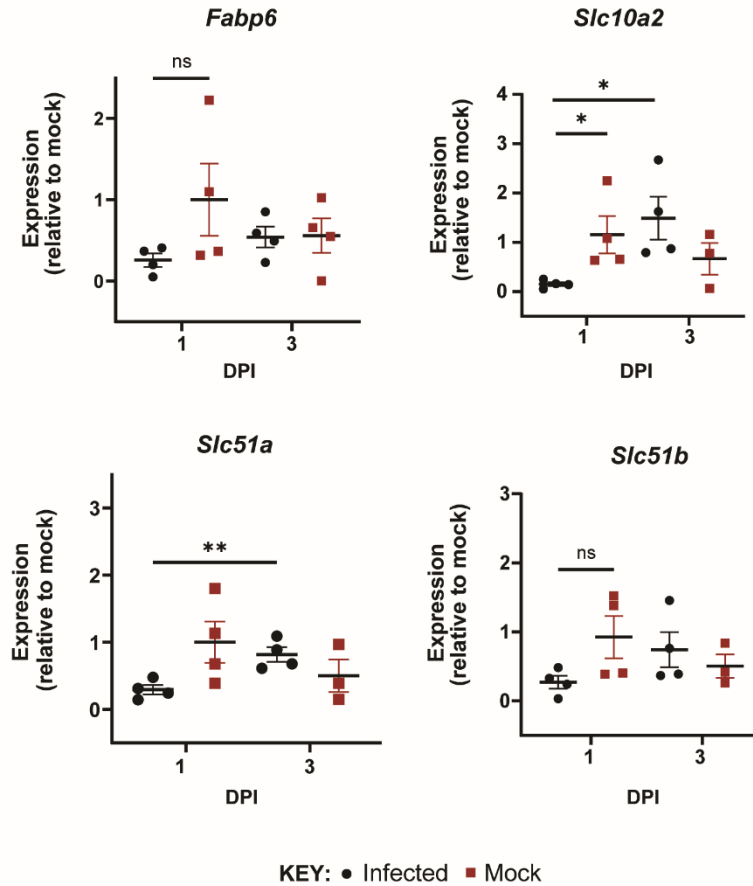 Fabp6
ns
2
1
0
Expression
(relative to mock)
1
3
DPI
Slc10a2
*
*
4
3
2
1
0
Expression
(relative to mock)
1
3
DPI
Slc51a
**
3
2
1
0
Expression
(relative to mock)
1
3
DPI
Slc51b
ns
3
2
1
0
Expression
(relative to mock)
1
3
DPI
KEY: Infected Mock